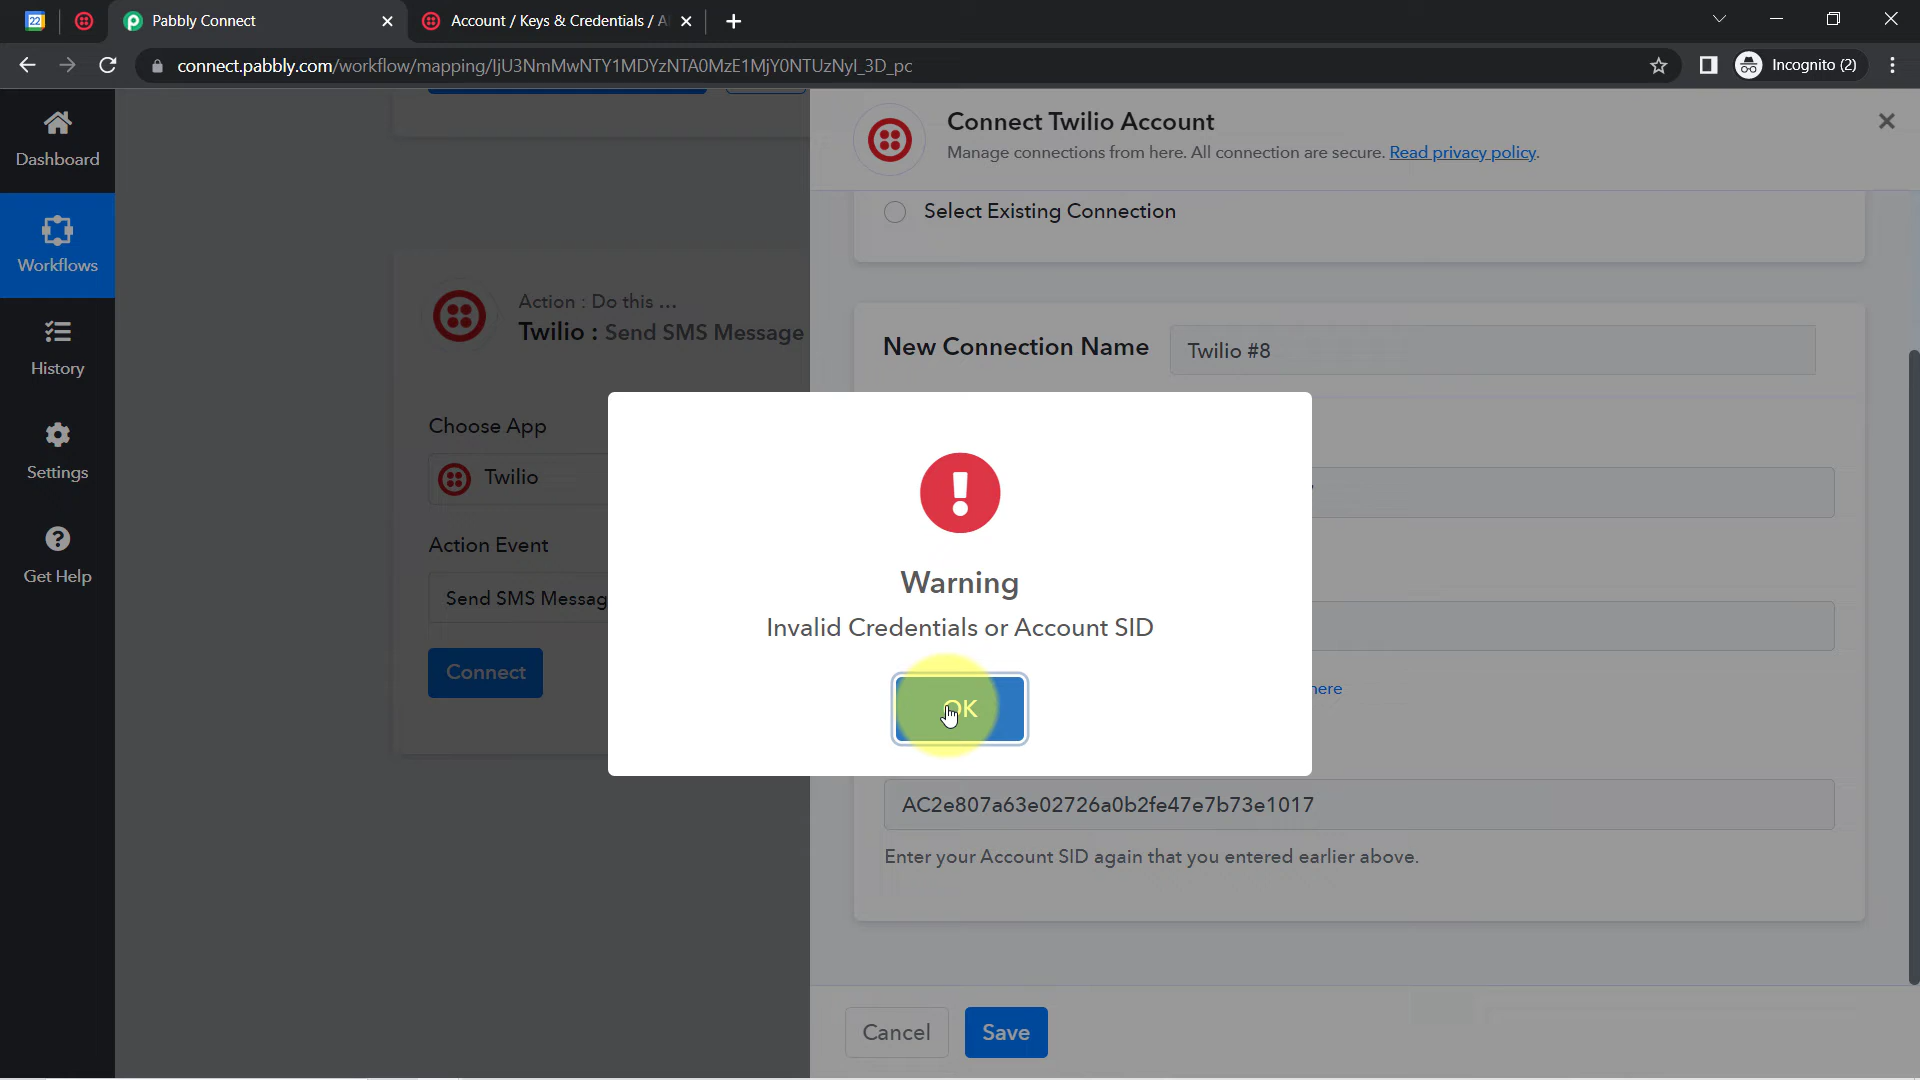 22
Pabbly Connect
Account / Keys & Credentials / A
connect.pabbly.com/workflow/mapping/IjU3NmMwNTY1MDYzNTA0MzE1MjY0NTUzNyI_3D_pc
Incognito (2)
Dashboard
Workflows
History
Settings
Get Help
Action : Do this ...
Twilio : Send SMS Message
Choose App
Twilio
Action Event
Send SMS Messag
Connect
Connect Twilio Account
Manage connections from here. All connection are secure. Read privacy policy.
Select Existing Connection
New Connection Name
Twilio #8
Warning
Invalid Credentials or Account SID
OK
here
AC2e807a63e02726a0b2fe47e7b73e1017
Enter your Account SID again that you entered earlier above.
Cancel
Save